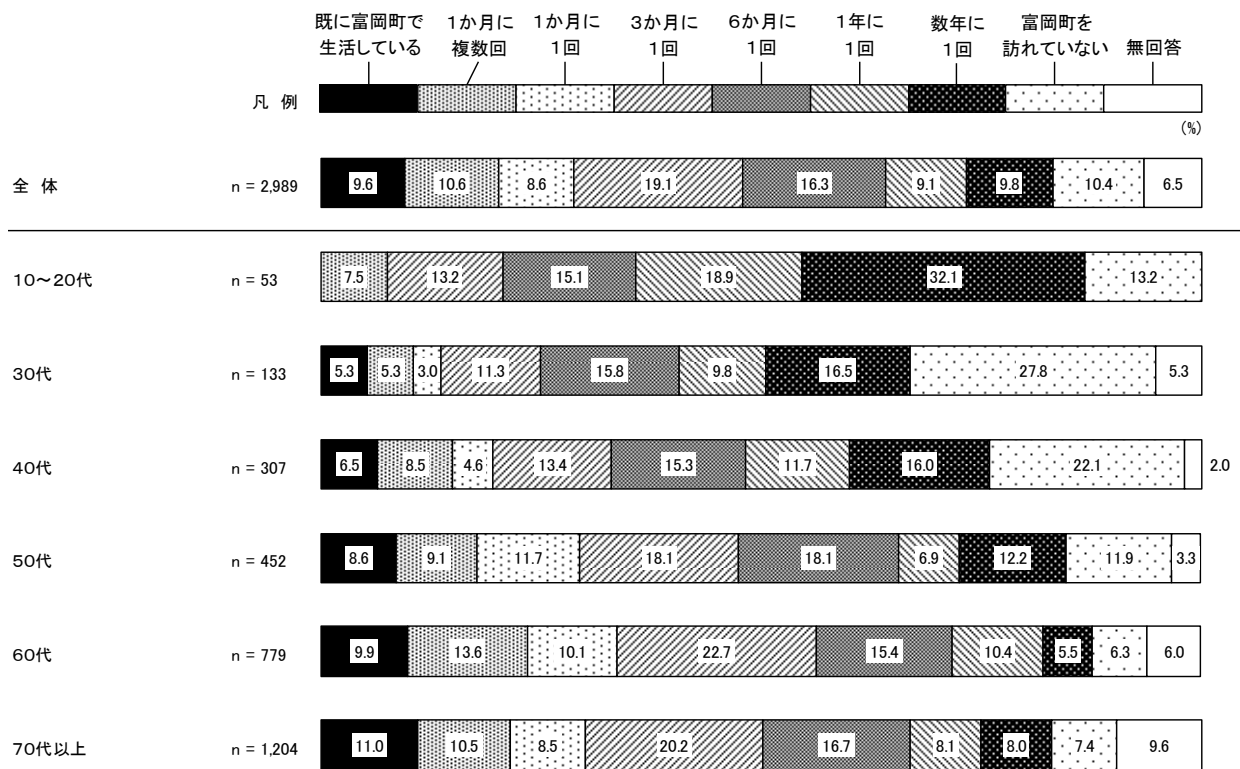 既に富岡町で 1か月に 1か月に 3か月に 6か月に 1年に 数年に 富岡町を
生活している 複数回 1回 1回 1回 1回 1回 訪れていない 無回答
凡 例
(%)
全 体 n = 2,989 9.6 10.6 8.6 19.1 16.3 9.1 9.8 10.4 6.5
10～20代 n = 53 7.5 13.2 15.1 18.9 32.1 13.2
30代 n = 133 5.3 5.3 3.0 11.3 15.8 9.8 16.5 27.8 5.3
40代 n = 307 6.5 8.5 4.6 13.4 15.3 11.7 16.0 22.1 2.0
50代 n = 452 8.6 9.1 11.7 18.1 18.1 6.9 12.2 11.9 3.3
60代 n = 779 9.9 13.6 10.1 22.7 15.4 10.4 5.5 6.3 6.0
70代以上 n = 1,204 11.0 10.5 8.5 20.2 16.7 8.1 8.0 7.4 9.6